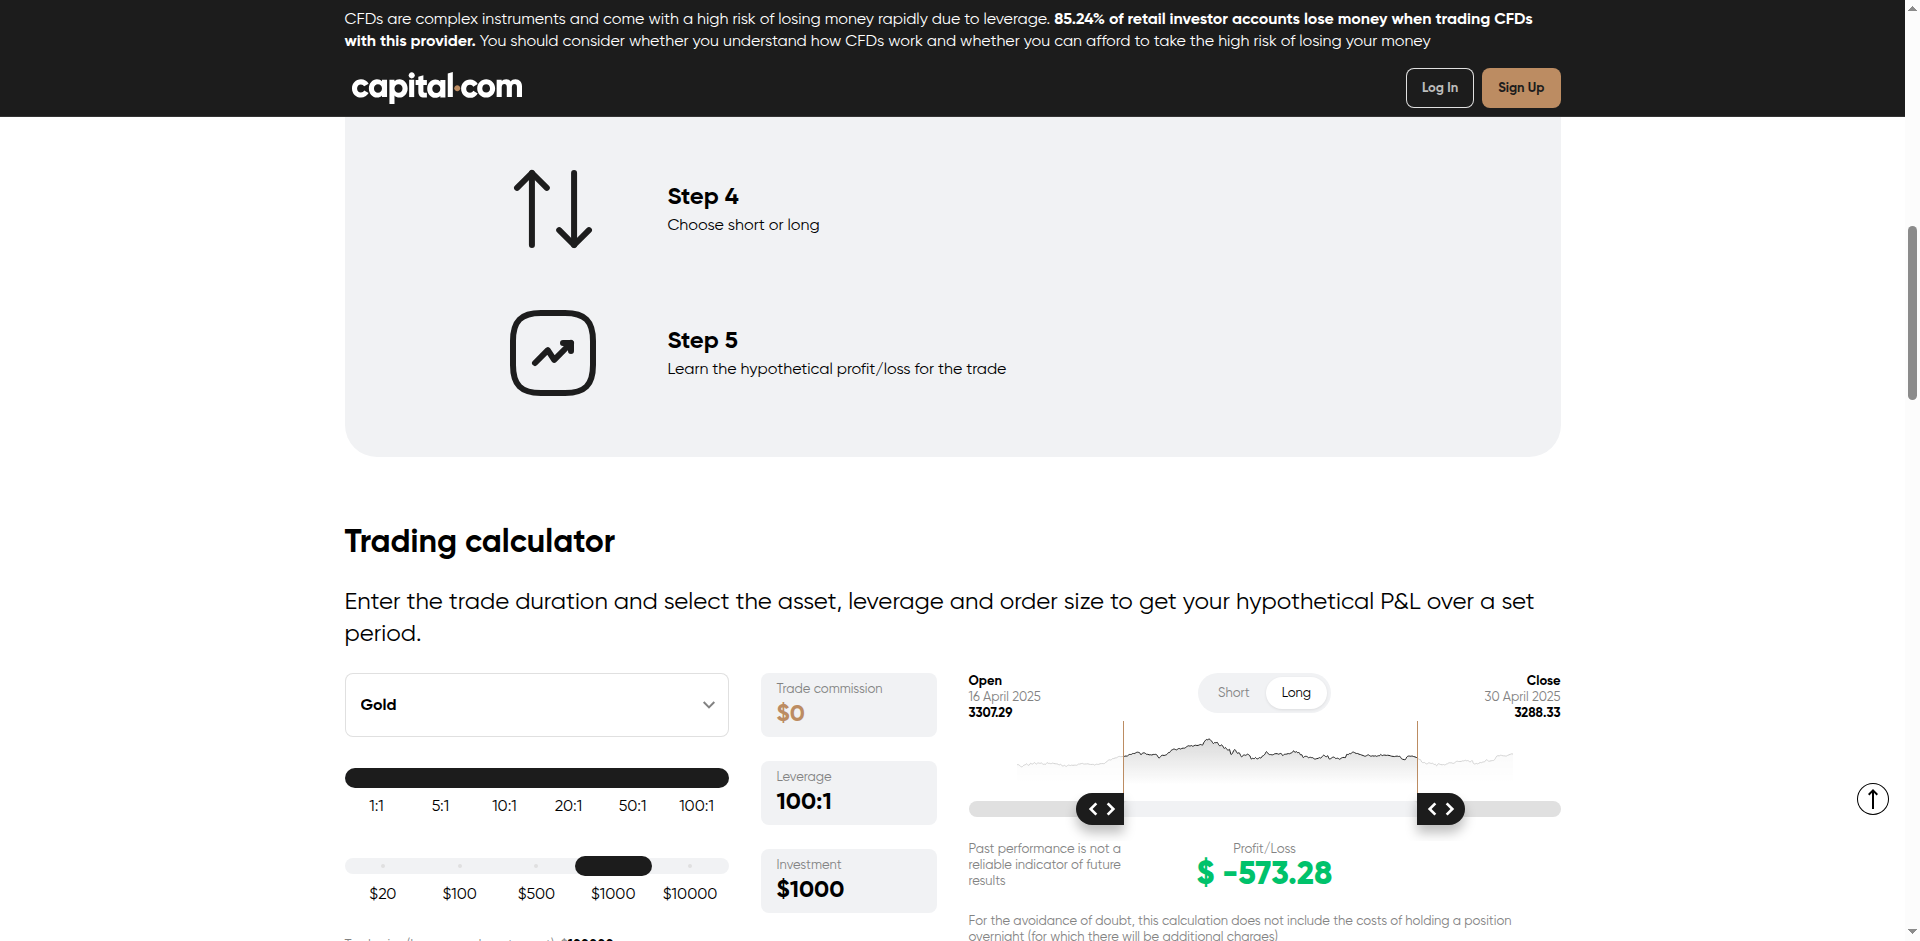 CFDs are complex instruments and come with a high risk of losing money rapidly due to leverage. 85.24% of retail investor accounts lose money when trading CFDs
with this provider. You should consider whether you understand how CFDs work and whether you can afford to take the high risk of losing your money
capital.com
Log In
Sign Up
Step 4
Choose short or long
Step 5
Learn the hypothetical profit/loss for the trade
Trading calculator
Enter the trade duration and select the asset, leverage and order size to get your hypothetical P&L over a set
period.
Gold
1:1 5:1 10:1 20:1 50:1 100:1
$20 $100 $500 $1000 $10000
Trade commission
$0
Leverage
100:1
Investment
$1000
Open
16 April 2025
3307.29
Short Long
Close
30 April 2025
3288.33
Past performance is not a
reliable indicator of future
results
Profit/Loss
$ -573.28
For the avoidance of doubt, this calculation does not include the costs of holding a position
overnight (for which there will be additional charges)